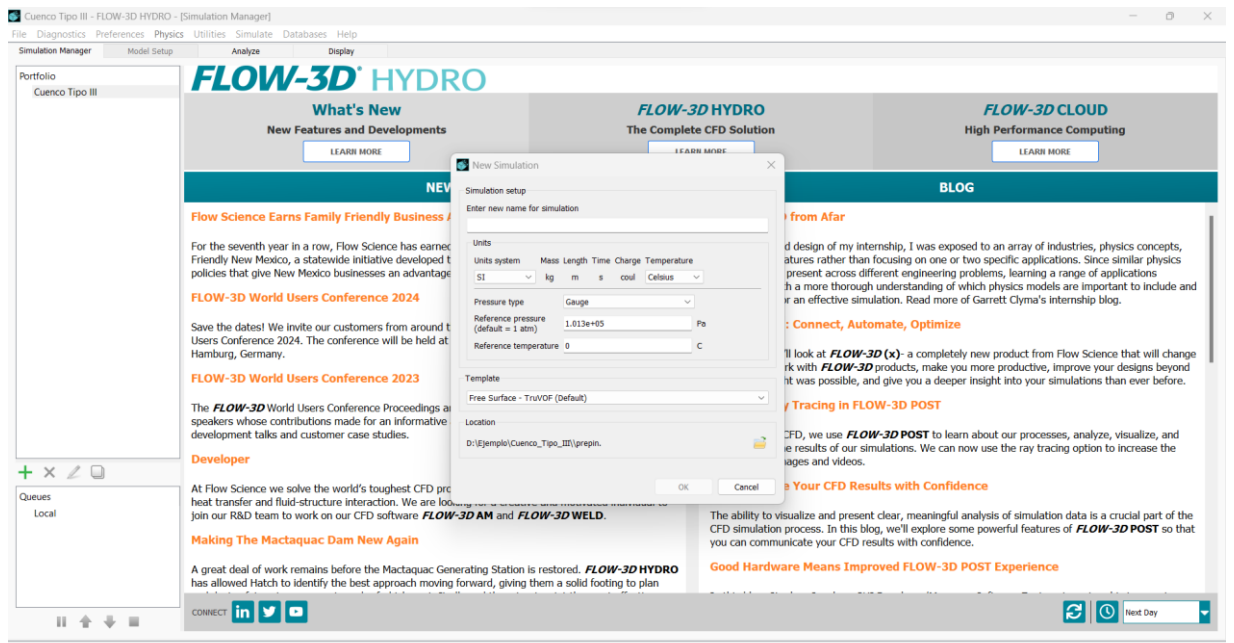 Cuenco Tipo III - FLOW-3D HYDRO - [Simulation Manager]
File Diagnostics Preferences Physics Utilities Simulate Databases Help
Simulation Manager Model Setup Analyze Display
Portfolio
Cuenco Tipo III
FLOW-3D HYDRO
What's New
New Features and Developments
LEARN MORE
FLOW-3D HYDRO
The Complete CFD Solution
LEARN MORE
FLOW-3D CLOUD
High Performance Computing
LEARN MORE
NEW
BLOG
Flow Science Earns Family Friendly Business
For the seventh year in a row, Flow Science has earned
Friendly New Mexico, a statewide initiative developed t
policies that give New Mexico businesses an advantage
FLOW-3D World Users Conference 2024
Save the dates! We invite our customers from around t
Users Conference 2024. The conference will be held at
Hamburg, Germany.
FLOW-3D World Users Conference 2023
The FLOW-3D World Users Conference Proceedings a
speakers whose contributions made for an informative
development talks and customer case studies.
Developer
At Flow Science we solve the world's toughest CFD pro
heat transfer and fluid-structure interaction. We are looking for a creative and motivated individual to
join our R&D team to work on our CFD software FLOW-3D AM and FLOW-3D WELD.
Making The Mactaquac Dam New Again
A great deal of work remains before the Mactaquac Generating Station is restored. FLOW-3D HYDRO
has allowed Hatch to identify the best approach moving forward, giving them a solid footing to plan
New Simulation
Simulation setup
Enter new name for simulation
Units
Units system Mass Length Time Charge Temperature
SI kg m s coul Celsius
Pressure type Gauge
Reference pressure
(default = 1 atm) 1.013e+05 Pa
Reference temperature 0 C
Template
Free Surface - TruVOF (Default)
Location
D:\Ejemplo\Cuenco_Tipo_III\\prepin.
OK Cancel
from Afar
d design of my internship, I was exposed to an array of industries, physics concepts,
atures rather than focusing on one or two specific applications. Since similar physics
present across different engineering problems, learning a range of applications
h a more thorough understanding of which physics models are important to include and
r an effective simulation. Read more of Garrett Clyma's internship blog.
: Connect, Automate, Optimize
'll look at FLOW-3D (x)- a completely new product from Flow Science that will change
rk with FLOW-3D products, make you more productive, improve your designs beyond
ht was possible, and give you a deeper insight into your simulations than ever before.
y Tracing in FLOW-3D POST
CFD, we use FLOW-3D POST to learn about our processes, analyze, visualize, and
e results of our simulations. We can now use the ray tracing option to increase the
ages and videos.
e Your CFD Results with Confidence
The ability to visualize and present clear, meaningful analysis of simulation data is a crucial part of the
CFD simulation process. In this blog, we'll explore some powerful features of FLOW-3D POST so that
you can communicate your CFD results with confidence.
Good Hardware Means Improved FLOW-3D POST Experience
Queues
Local
CONNECT in
Next Day